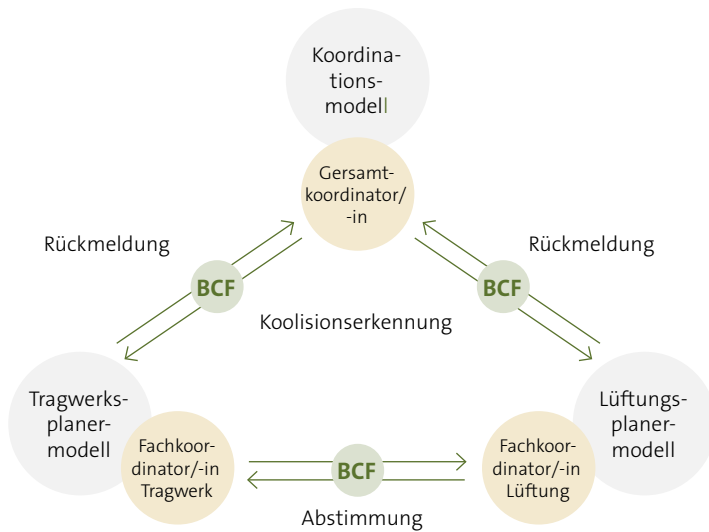 Koordina-
tions-
modell
Gersamt-
koordinator/
-in
Rückmeldung
Rückmeldung
BCF
BCF
Koolisionserkennung
Tragwerks-
planer-
modell
Fachkoor-
dinator/-in
Tragwerk
BCF
Abstimmung
Fachkoor-
dinator/-in
Lüftung
Lüftungs-
planer-
modell